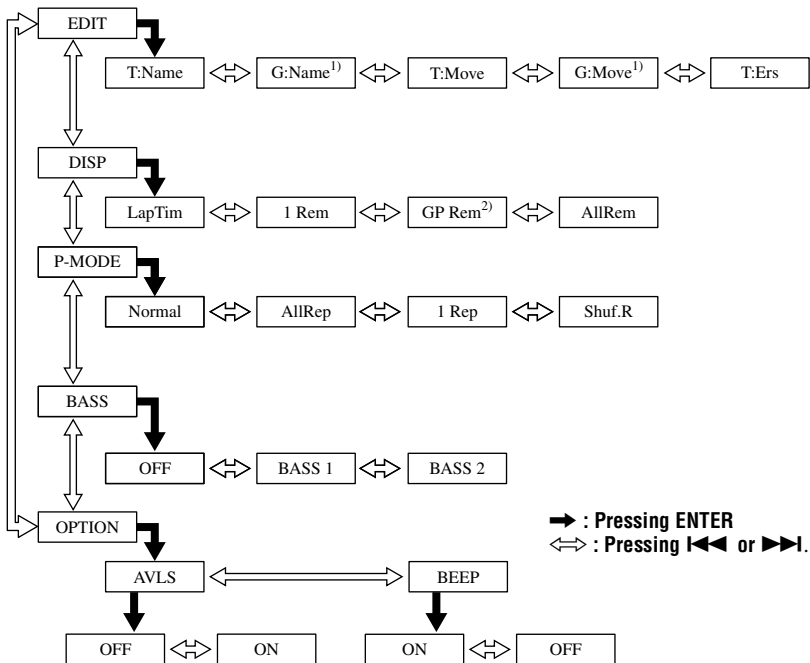 EDIT
T:Name G:Name1) T:Move G:Move1) T:Ers
DISP
LapTim 1 Rem GP Rem2) AllRem
P-MODE
Normal AllRep 1 Rep Shuf.R
BASS
OFF BASS 1 BASS 2
OPTION
: Pressing ENTER
: Pressing or .
AVLS BEEP
OFF ON ON OFF